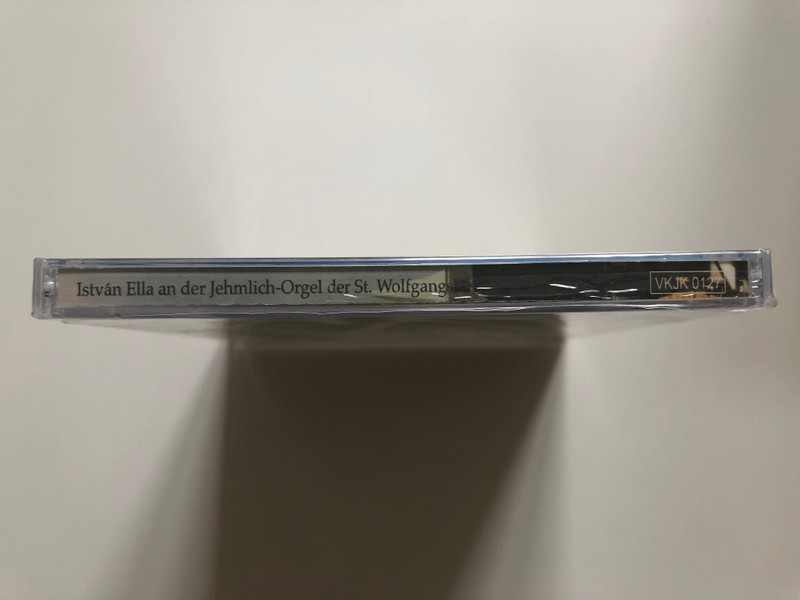 István Ella an der Jehmlich-Orgel der St. Wolfgang
VKJK 0127